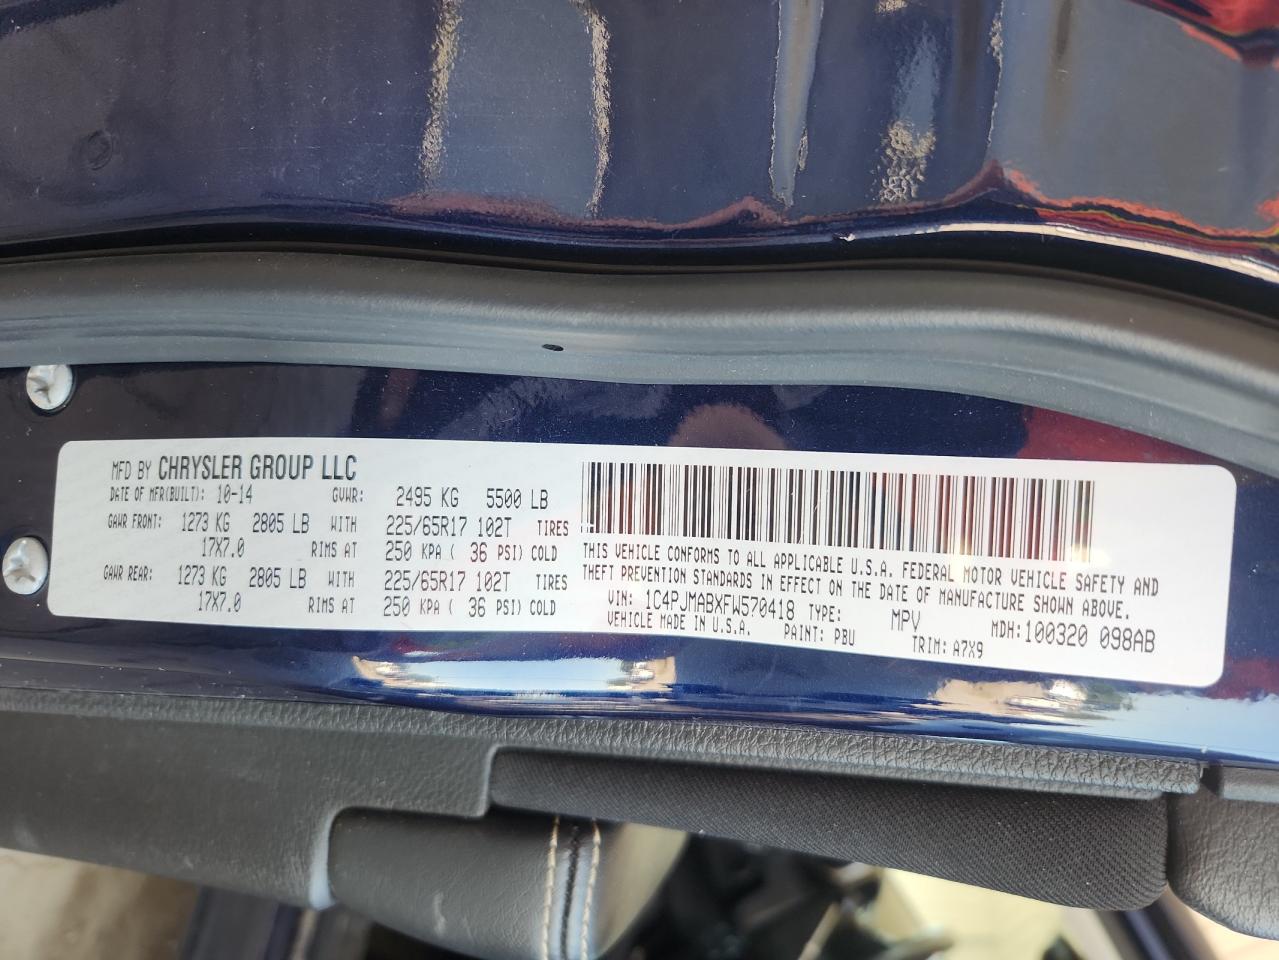 MFD BY CHRYSLER GROUP LLC
DATE OF MFR(BUILT): 10-14 GVWR: 2495 KG 5500 LB
GAWR FRONT: 1273 KG 2805 LB WITH 225/65R17 102T TIRES
17X7.0 RIMS AT 250 KPA ( 36 PSI) COLD
GAWR REAR: 1273 KG 2805 LB WITH 225/65R17 102T TIRES
17X7.0 RIMS AT 250 KPA ( 36 PSI) COLD
THIS VEHICLE CONFORMS TO ALL APPLICABLE U.S.A. FEDERAL MOTOR VEHICLE SAFETY AND
THEFT PREVENTION STANDARDS IN EFFECT ON THE DATE OF MANUFACTURE SHOWN ABOVE.
VIN: 1C4PJMABXFW570418 TYPE: MPV MDH:100320 098AB
VEHICLE MADE IN U.S.A. PAINT: PBU TRIM: A7X9